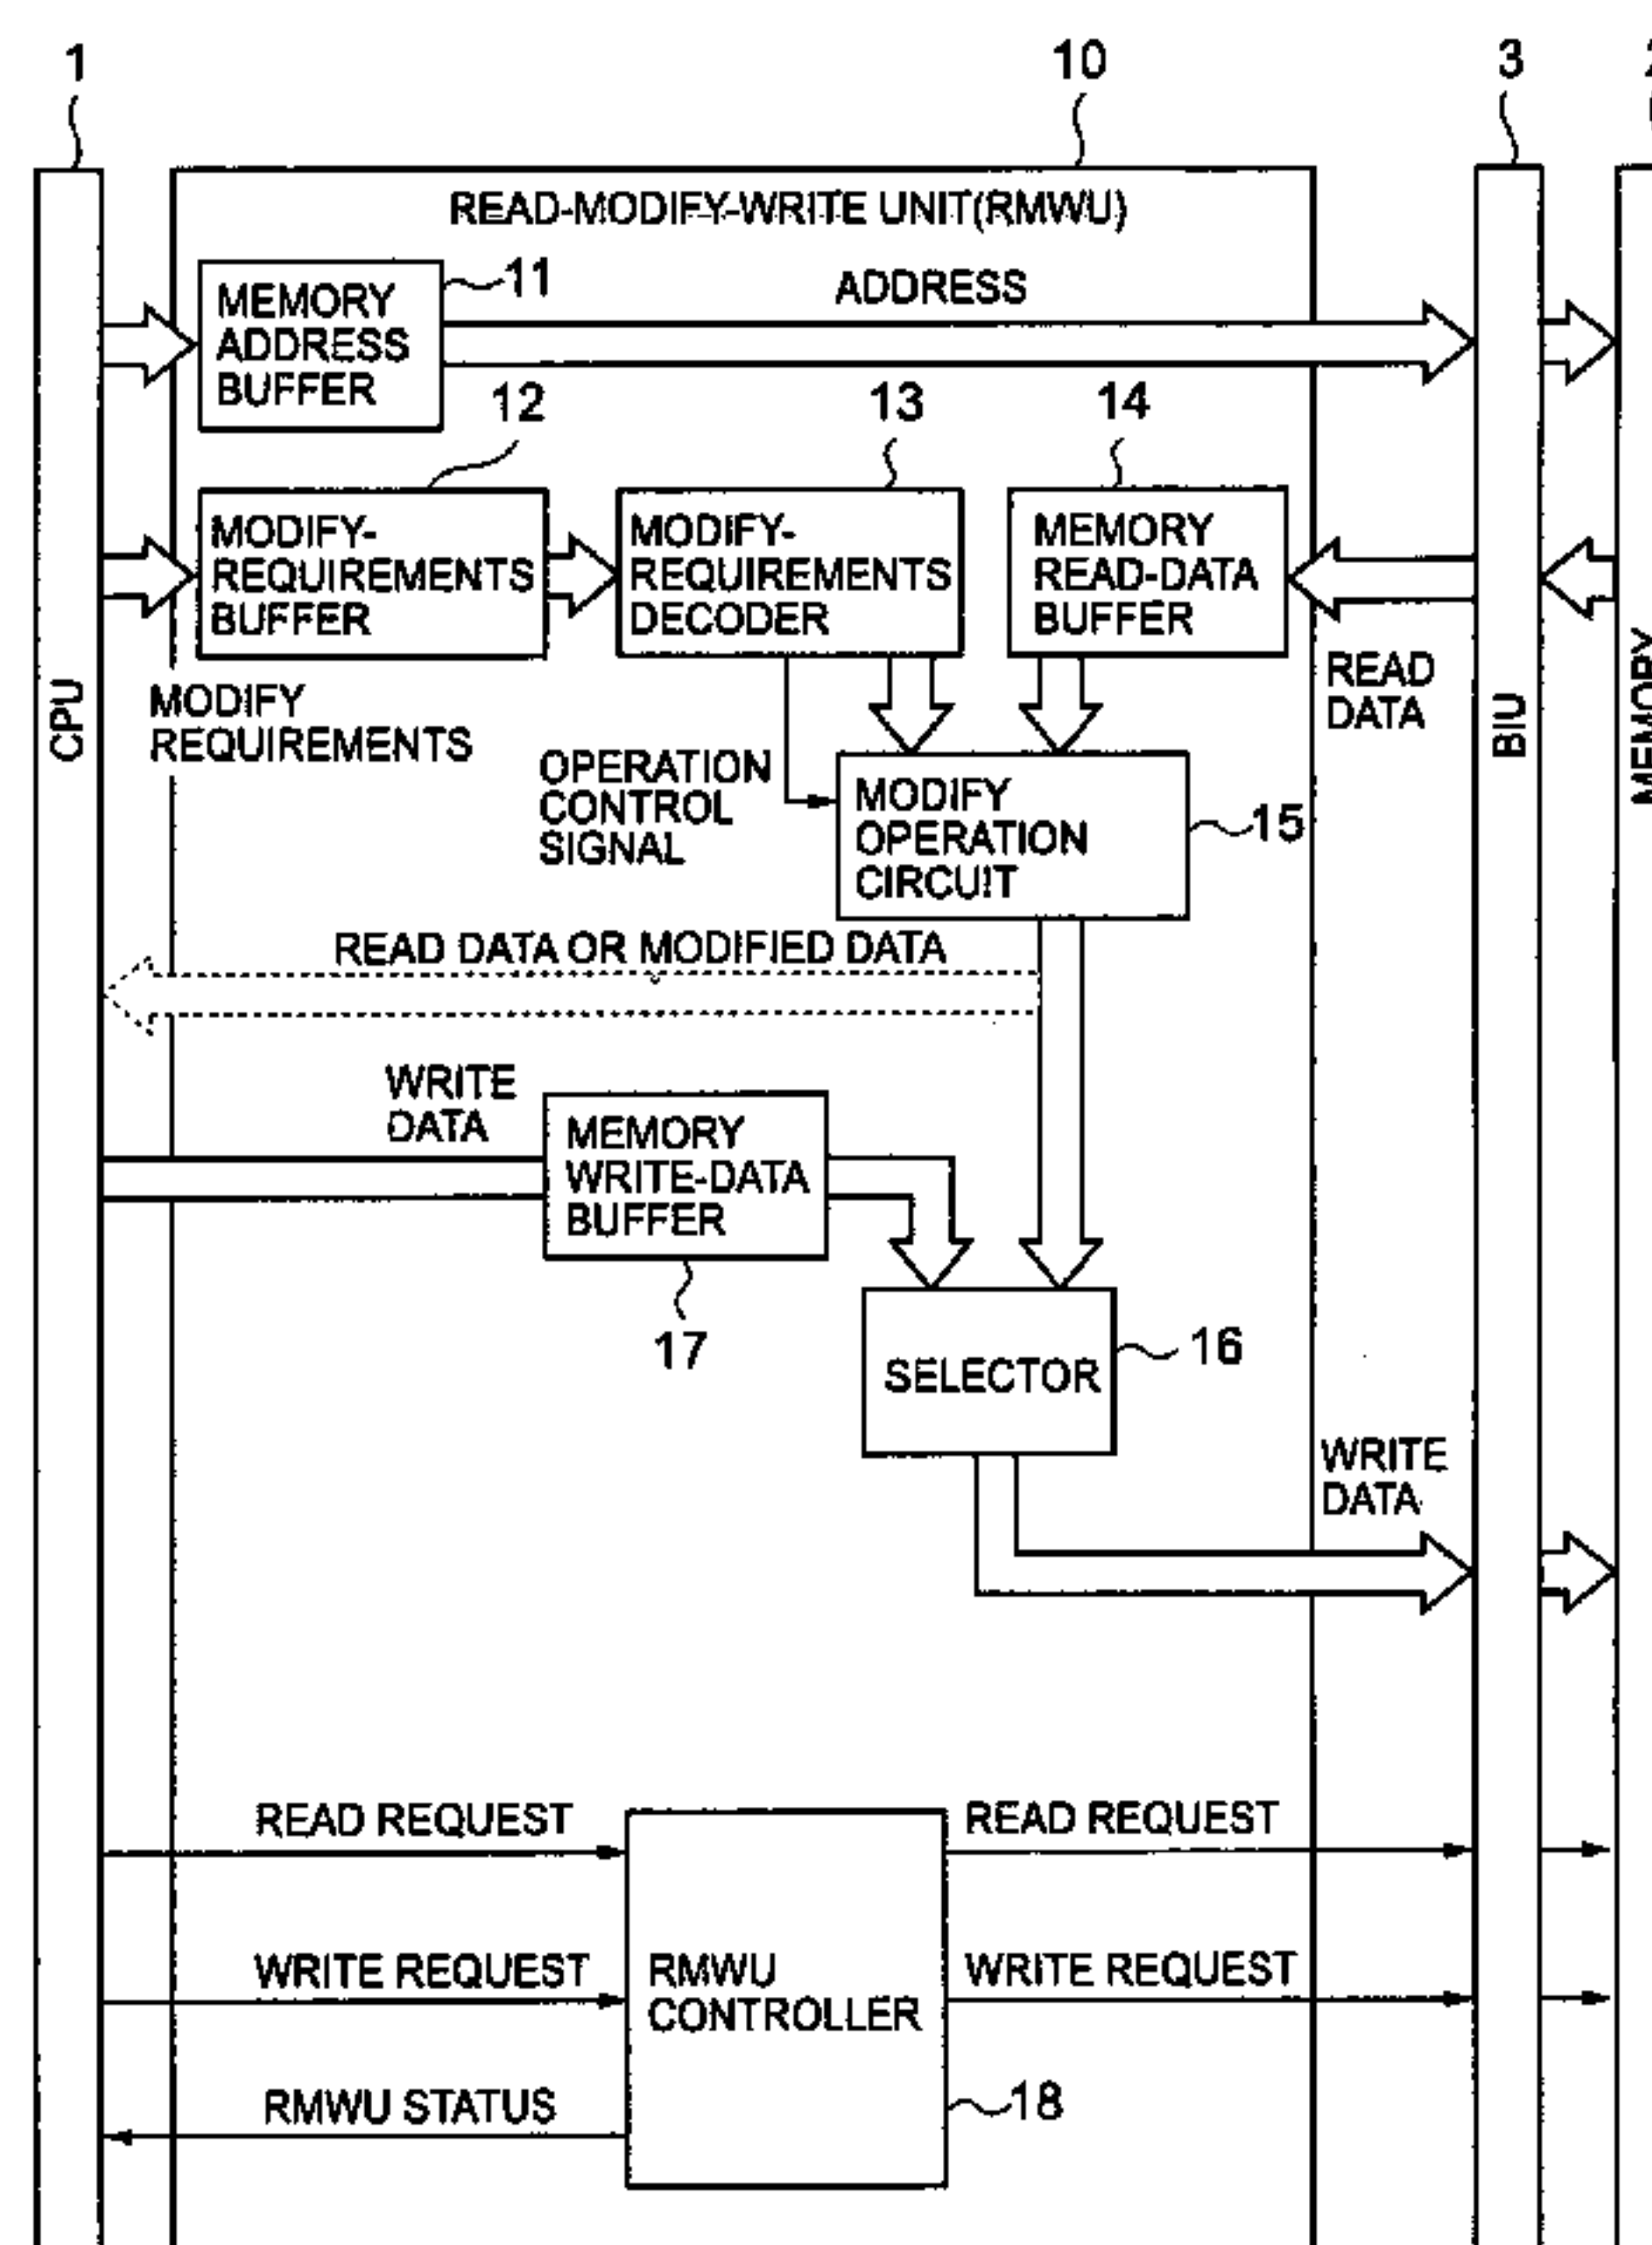 1
10
3
READ-MODIFY-WRITE UNIT(RMWU)
MEMORY
ADDRESS
BUFFER
11
ADDRESS
12
13
14
MODIFY-
REQUIREMENTS
BUFFER
MODIFY-
REQUIREMENTS
DECODER
MEMORY
READ-DATA
BUFFER
CPU
MODIFY
REQUIREMENTS
READ
DATA
BIU
MEMORY
OPERATION
CONTROL
SIGNAL
MODIFY
OPERATION
CIRCUIT
15
READ DATA OR MODIFIED DATA
WRITE
DATA
MEMORY
WRITE-DATA
BUFFER
17
SELECTOR
16
WRITE
DATA
READ REQUEST
READ REQUEST
WRITE REQUEST
RMWU
CONTROLLER
WRITE REQUEST
RMWU STATUS
18